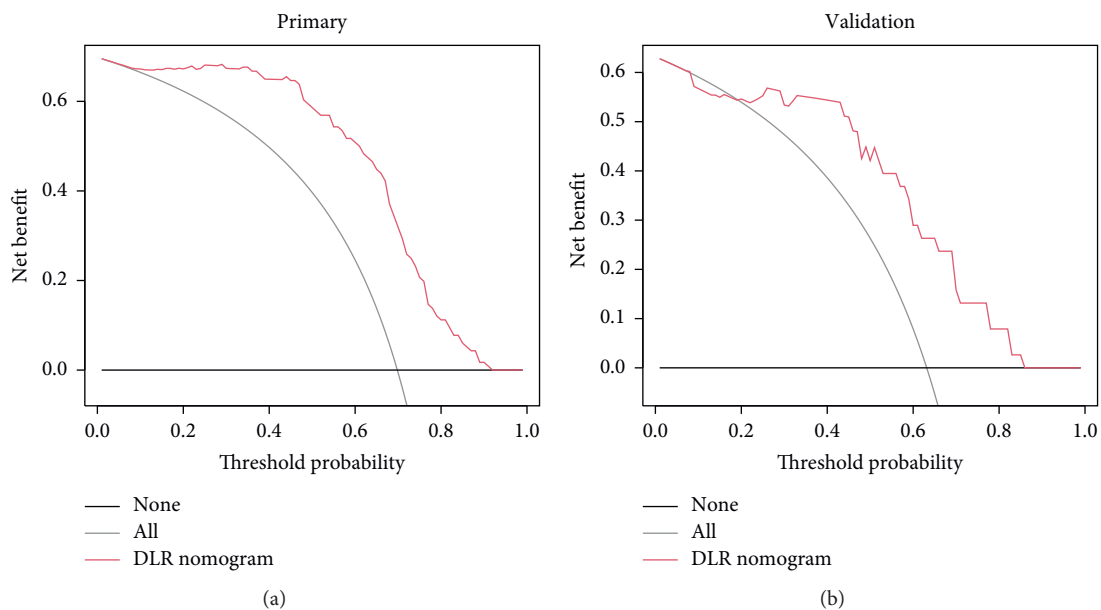 Primary
Net benefit
0.6
0.4
0.2
0.0
0.0 0.2 0.4 0.6 0.8 1.0
Threshold probability
None
All
DLR nomogram
(a)
Validation
Net benefit
0.6
0.5
0.4
0.3
0.2
0.1
0.0
0.0 0.2 0.4 0.6 0.8 1.0
Threshold probability
None
All
DLR nomogram
(b)